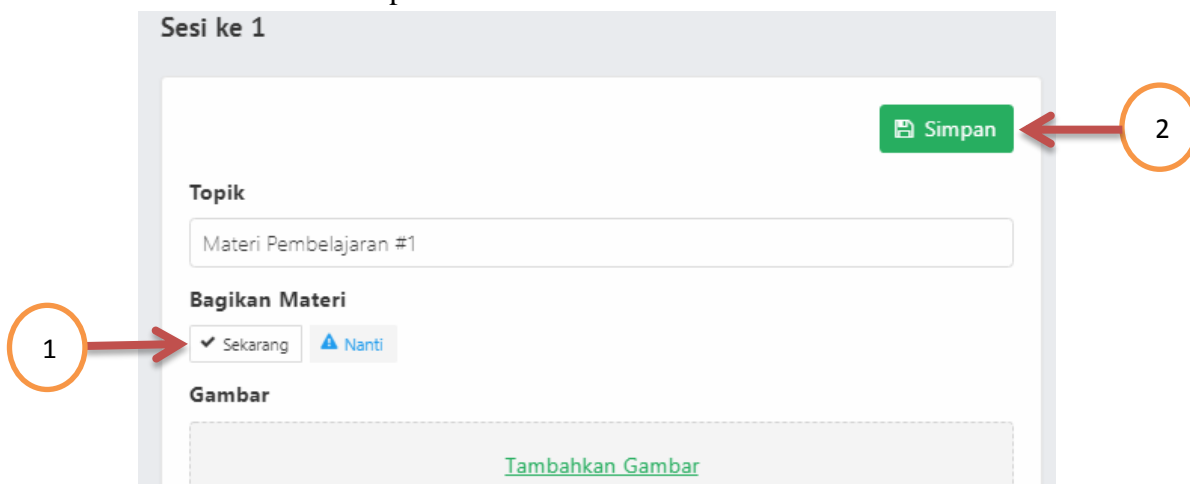 Sesi ke 1
Simpan
2
Topik
Materi Pembelajaran #1
Bagikan Materi
1
Sekarang Nanti
Gambar
Tambahkan Gambar